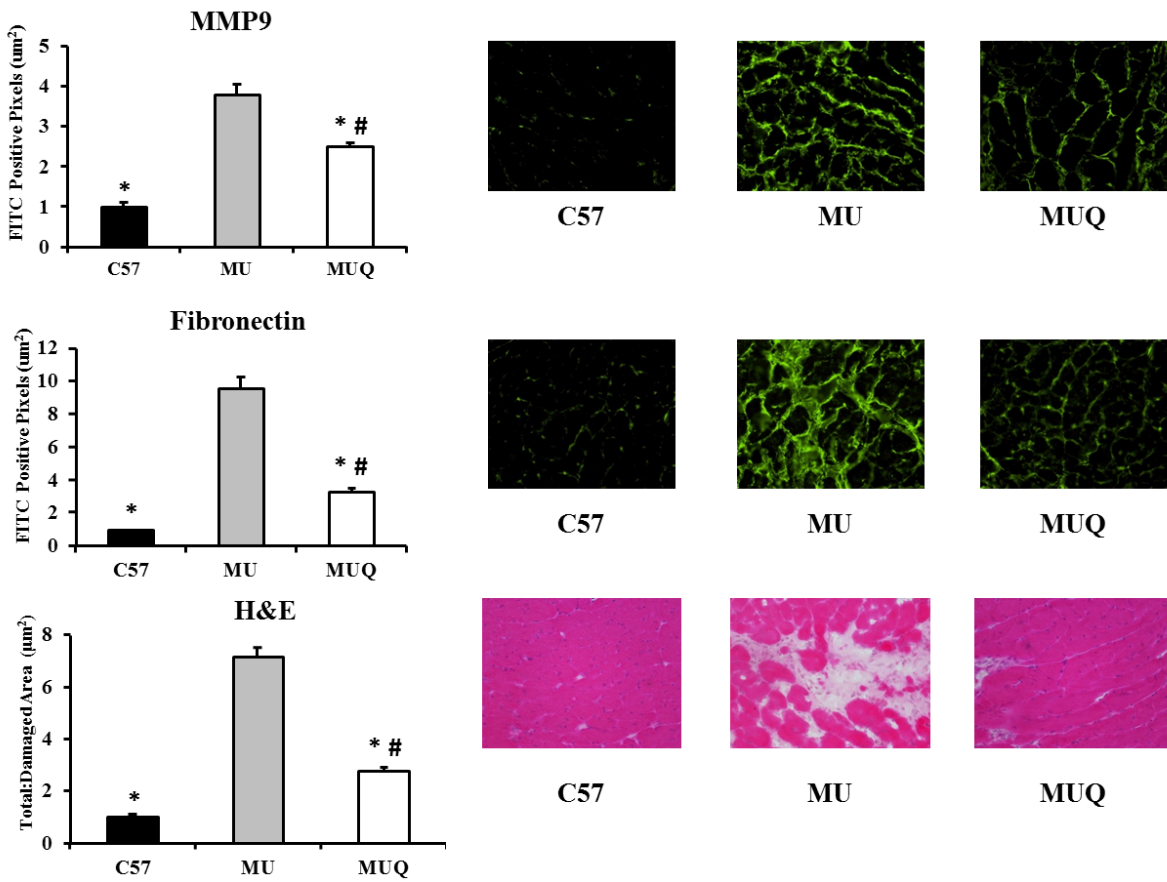 MMP9
FITC Positive Pixels (um²)
5
4
3
2
1
0
*
* #
C57
MU
MUQ
C57
MU
MUQ
Fibronectin
FITC Positive Pixels (um²)
12
10
8
6
4
2
0
*
* #
C57
MU
MUQ
C57
MU
MUQ
H&E
Total:Damaged Area (µm²)
8
6
4
2
0
*
* #
C57
MU
MUQ
C57
MU
MUQ